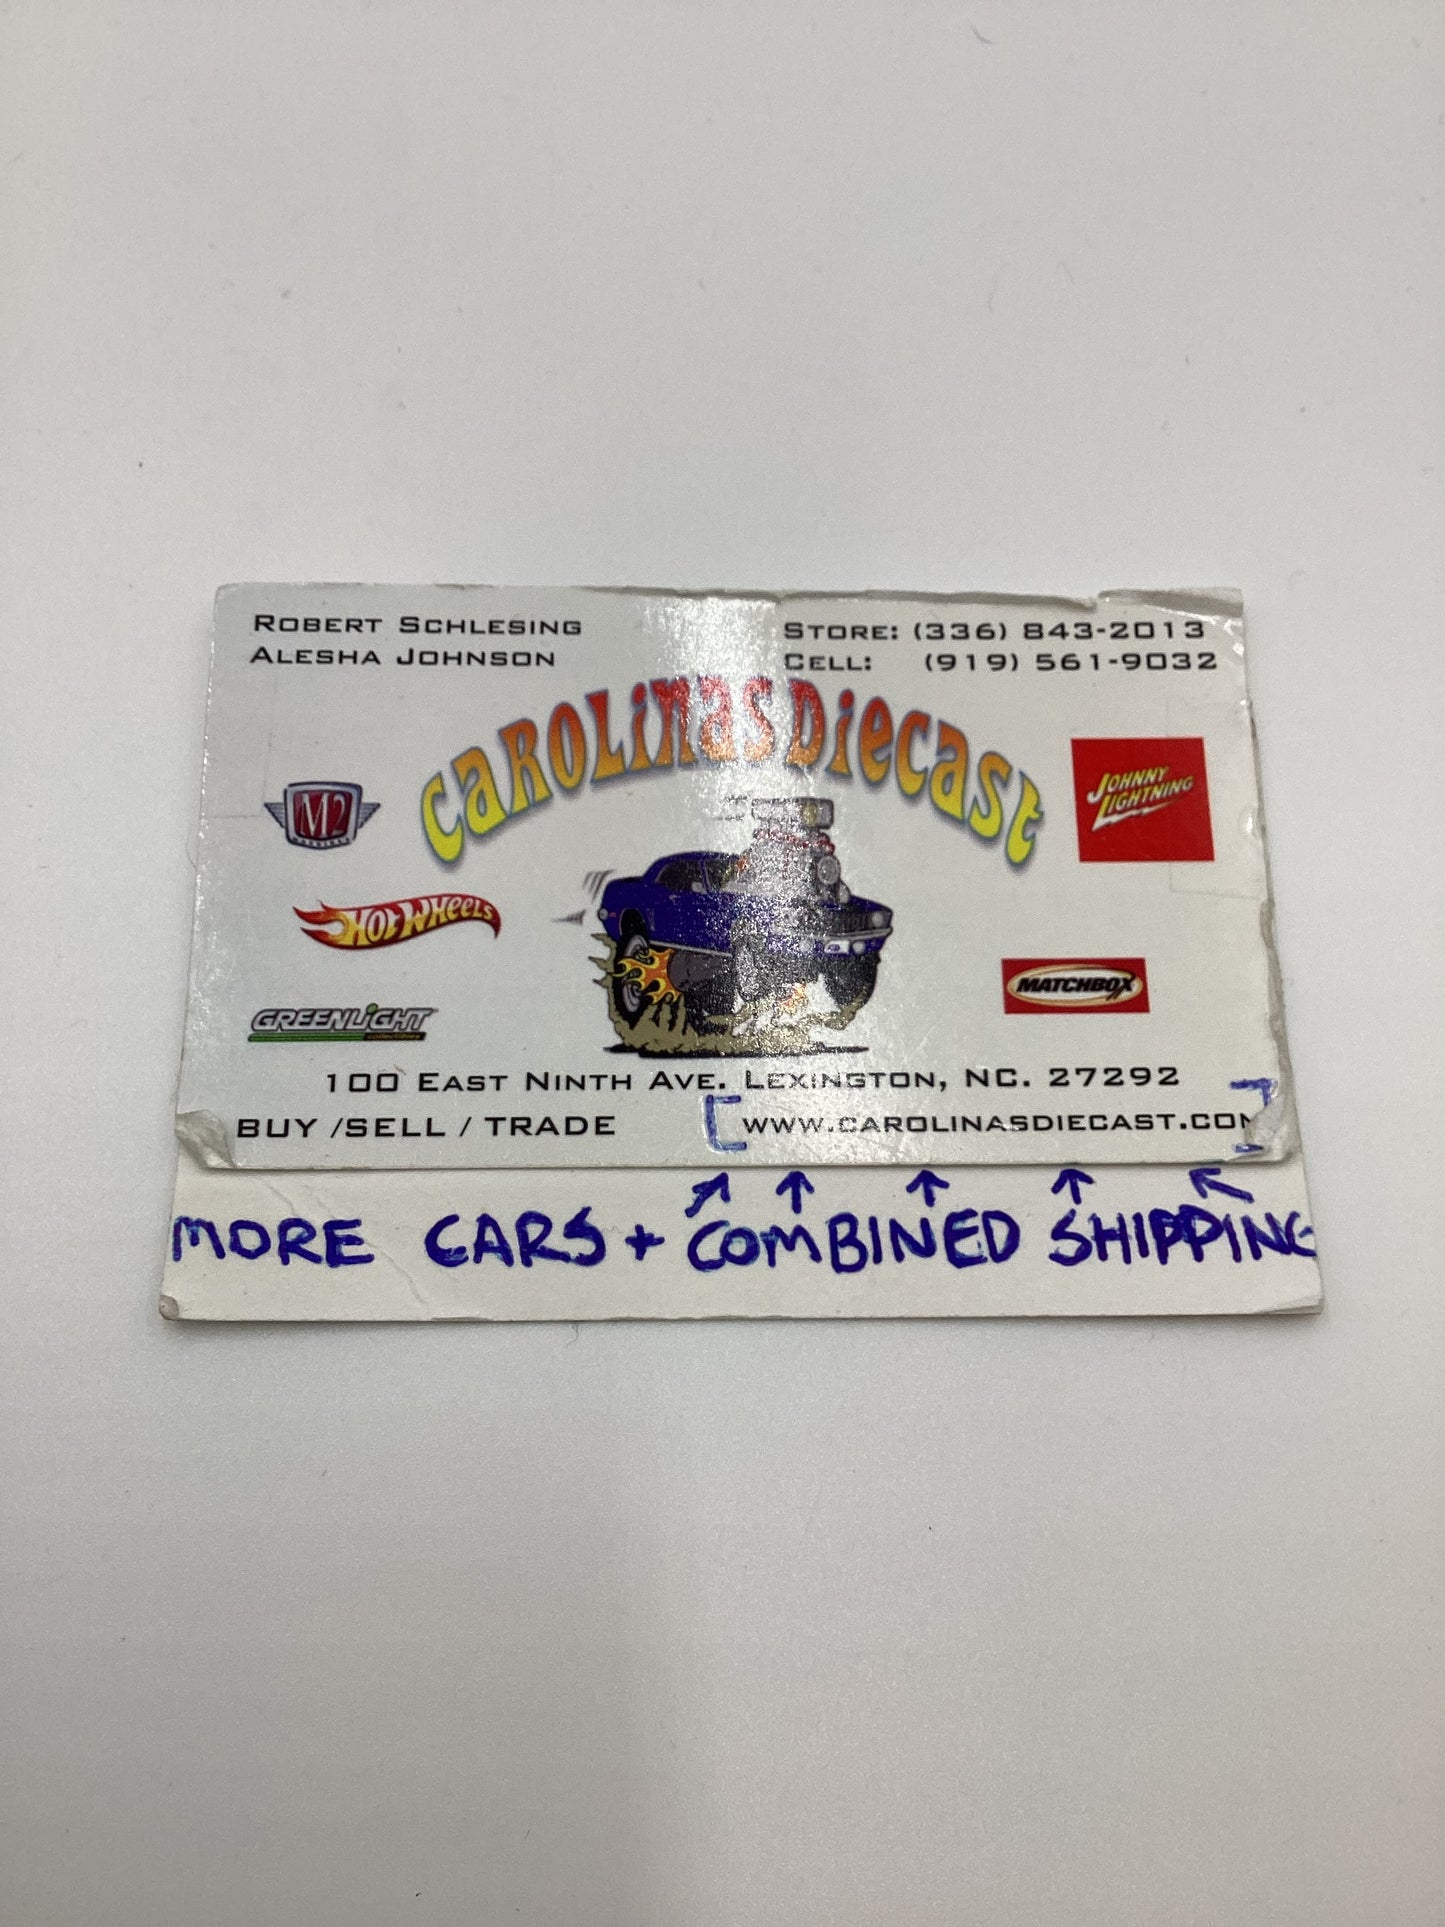 ROBERT SCHLESING
ALESHA JOHNSON
STORE: (336) 843-2013
CELL: (919) 561-9032
CAROLINAS DIECAST
M2
JOHNNY
LIGHTNING
HOT WHEELS
MATCHBOX
GREENLIGHT
100 EAST NINTH AVE. LEXINGTON, NC. 27292
BUY /SELL / TRADE
[WWW.CAROLINASDIECAST.COM]
↗ ↑ ↑ ↑ ↖
MORE CARS + COMBINED SHIPPING